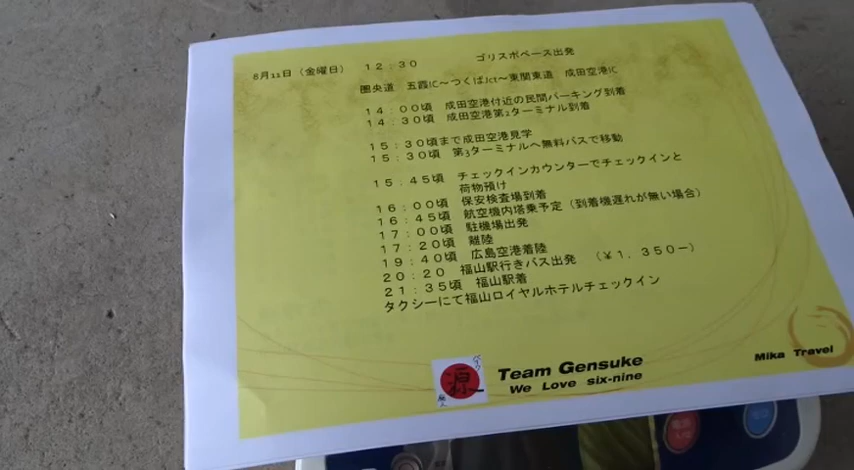 8月11日（金曜日） 12：30 ゴリスポベース出発
圏央道 五霞IC～つくばJct～東関東道 成田空港IC
14：00頃 成田空港付近の民間パーキング到着
14：30頃 成田空港第2ターミナル到着
15：30頃まで成田空港見学
15：30頃 第3ターミナルへ無料バスで移動
15：45頃 チェックインカウンターでチェックインと
荷物預け
16：00頃 保安検査場到着
16：45頃 航空機内塔乗予定（到着機遅れが無い場合）
17：00頃 駐機場出発
17：20頃 離陸
19：40頃 広島空港着陸
20：20 福山駅行きバス出発 （￥1，350－）
21：35頃 福山駅着
タクシーにて福山ロイヤルホテルチェックイン
源
Team Gensuke
We Love six-nine
Mika Travel